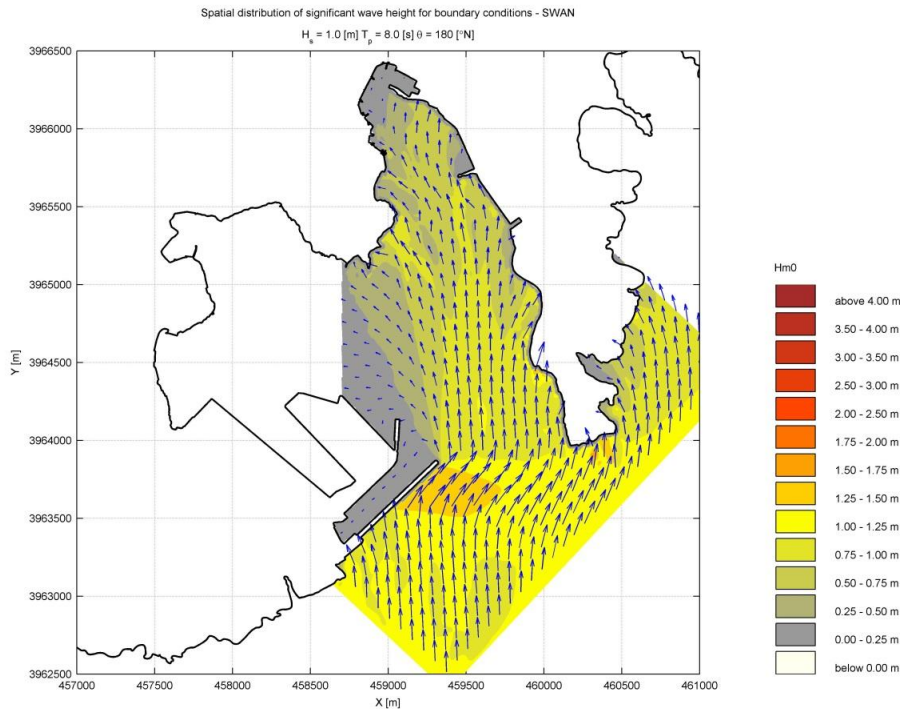 Spatial distribution of significant wave height for boundary conditions - SWAN
H_s = 1.0 [m] T_p = 8.0 [s] θ = 180 [°N]
3966500
3966000
3965500
3965000
3964500
3964000
3963500
3963000
3962500
Y [m]
457000 457500 458000 458500 459000 459500 460000 460500 461000
X [m]
Hm0
above 4.00 m
3.50 - 4.00 m
3.00 - 3.50 m
2.50 - 3.00 m
2.00 - 2.50 m
1.75 - 2.00 m
1.50 - 1.75 m
1.25 - 1.50 m
1.00 - 1.25 m
0.75 - 1.00 m
0.50 - 0.75 m
0.25 - 0.50 m
0.00 - 0.25 m
below 0.00 m